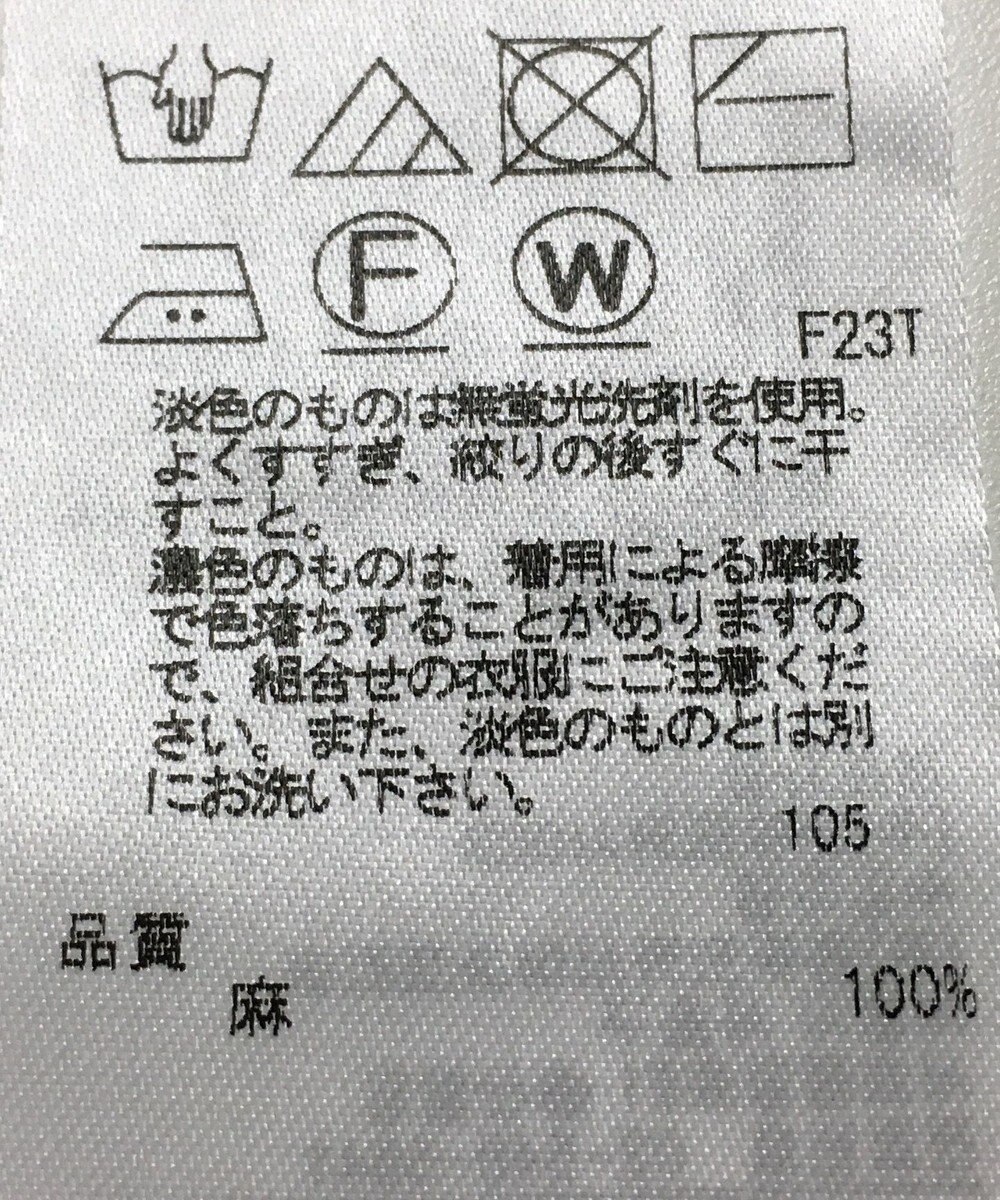 F W
F23T
淡色のものは無蛍光洗剤を使用。
よくすすぎ、絞りの後すぐに干
すこと。
濃色のものは、着用による摩擦
で色落ちすることがありますの
で、組合せの衣服にご注意くだ
さい。また、淡色のものとは別
にお洗い下さい。
105
品質
麻 100%